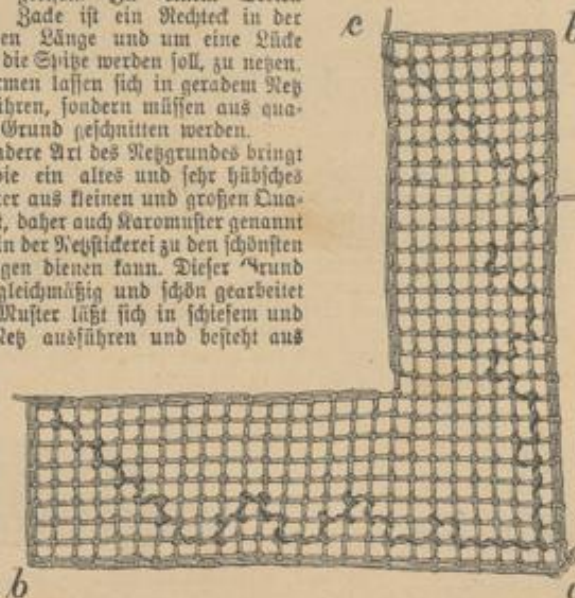 Zacke ist ein Rechteck in der
en Länge und um eine Lücke
die Spitze werden soll, zu netzen.
rmen lassen sich in geradem Netz
ühren, sondern müssen aus qua-
Grund geschnitten werden.
ndere Art des Netzgrundes bringt
wie ein altes und sehr hübsches
ter aus kleinen und großen Qua-
t, daher auch Karomuster genannt
in der Netzstickerei zu den schönsten
gen dienen kann. Dieser Grund
gleichmäßig und schön gearbeitet
Muster läßt sich in schiefem und
Netz ausführen und besteht aus
c
b
b